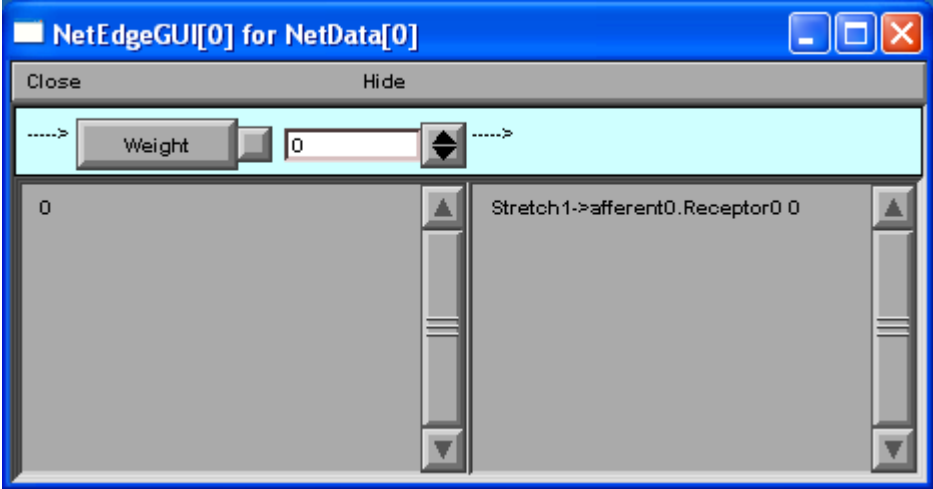 NetEdgeGUI[0] for NetData[0]
Close Hide
-----> Weight 0 ----->
0 Stretch1->afferent0.Receptor0 0